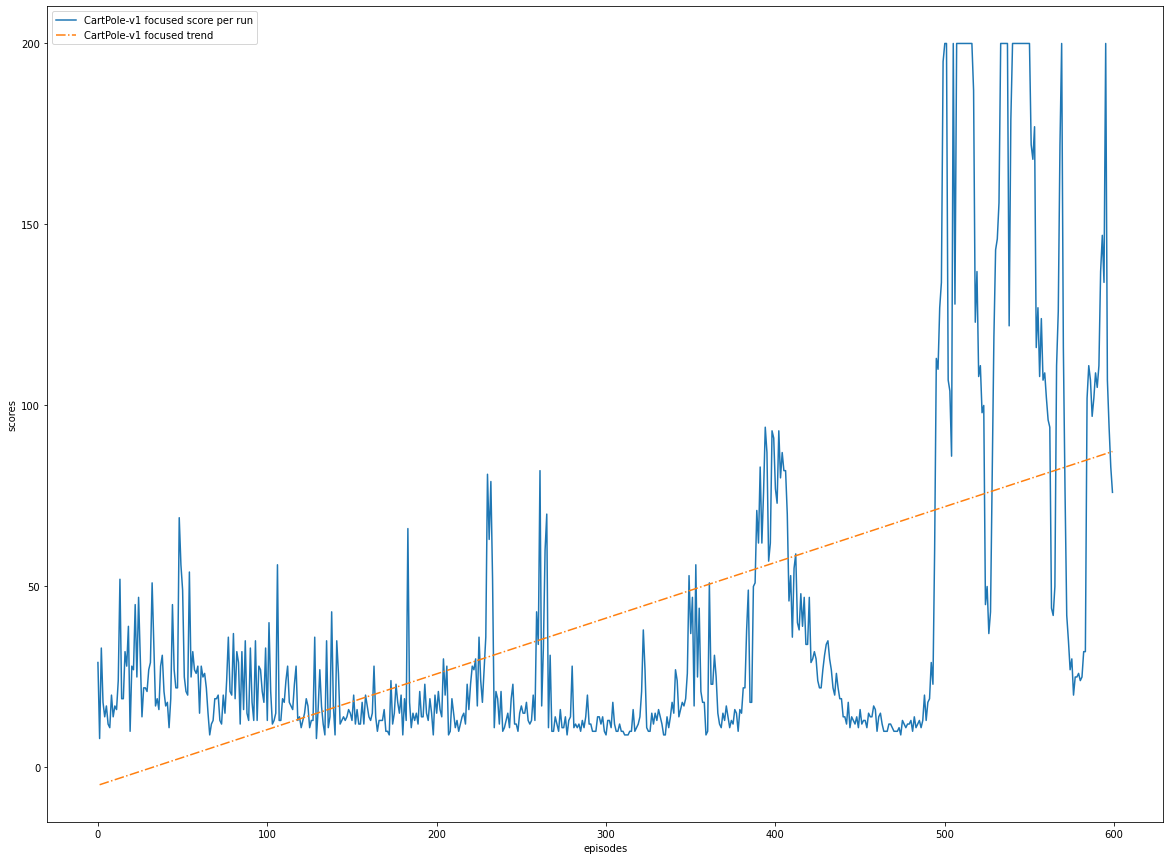 CartPole-v1 focused score per run
CartPole-v1 focused trend
200
150
100
50
0
scores
0 100 200 300 400 500 600
episodes